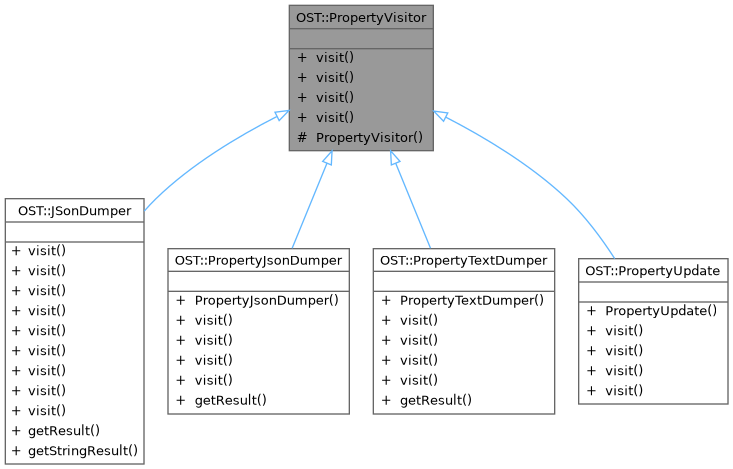 OST::PropertyVisitor
+ visit()
+ visit()
+ visit()
+ visit()
# PropertyVisitor()
OST::JSonDumper
+ visit()
+ visit()
+ visit()
+ visit()
+ visit()
+ visit()
+ visit()
+ visit()
+ visit()
+ getResult()
+ getStringResult()
OST::PropertyJsonDumper
+ PropertyJsonDumper()
+ visit()
+ visit()
+ visit()
+ visit()
+ getResult()
OST::PropertyTextDumper
+ PropertyTextDumper()
+ visit()
+ visit()
+ visit()
+ visit()
+ getResult()
OST::PropertyUpdate
+ PropertyUpdate()
+ visit()
+ visit()
+ visit()
+ visit()